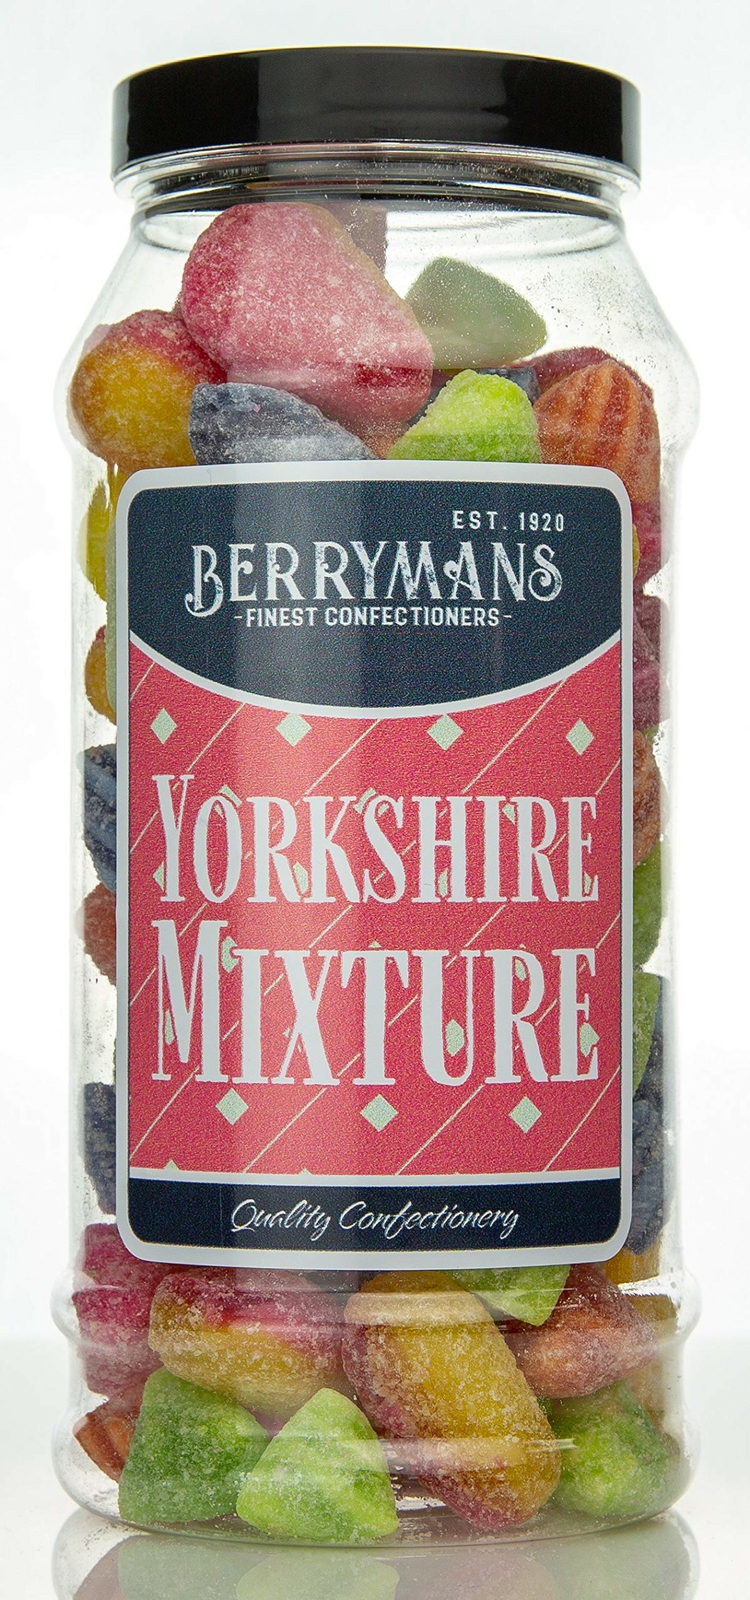 EST. 1920
BERRYMANS
-FINEST CONFECTIONERS-
YORKSHIRE
MIXTURE
Quality Confectionery